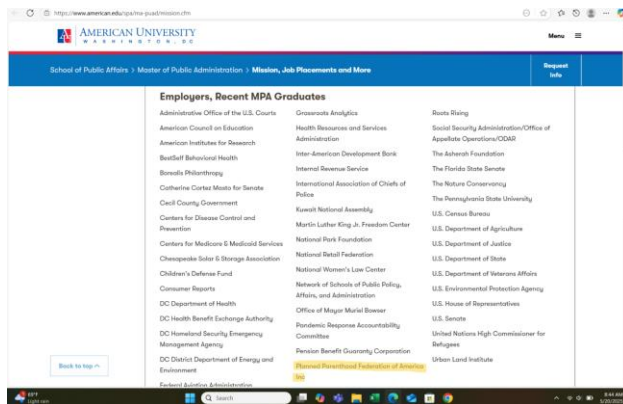 https://www.american.edu/spa/ma-puad/mission.cfm
AMERICAN UNIVERSITY
WASHINGTON, DC
Menu
School of Public Affairs > Master of Public Administration > Mission, Job Placements and More
Request
Info
Employers, Recent MPA Graduates
Administrative Office of the U.S. Courts
American Council on Education
American Institutes for Research
BestSelf Behavioral Health
Borealis Philanthropy
Catherine Cortez Masto for Senate
Cecil County Government
Centers for Disease Control and
Prevention
Centers for Medicare & Medicaid Services
Chesapeake Solar & Storage Association
Children's Defense Fund
Consumer Reports
DC Department of Health
DC Health Benefit Exchange Authority
DC Homeland Security Emergency
Management Agency
DC District Department of Energy and
Environment
Federal Aviation Administration
Grassroots Analytics
Health Resources and Services
Administration
Inter-American Development Bank
Internal Revenue Service
International Association of Chiefs of
Police
Kuwait National Assembly
Martin Luther King Jr. Freedom Center
National Park Foundation
National Retail Federation
National Women's Law Center
Network of Schools of Public Policy,
Affairs, and Administration
Office of Mayor Muriel Bowser
Pandemic Response Accountability
Committee
Pension Benefit Guaranty Corporation
Planned Parenthood Federation of America
Inc
Roots Rising
Social Security Administration/Office of
Appellate Operations/ODAR
The Asherah Foundation
The Florida State Senate
The Nature Conservancy
The Pennsylvania State University
U.S. Census Bureau
U.S. Department of Agriculture
U.S. Department of Justice
U.S. Department of State
U.S. Department of Veterans Affairs
U.S. Environmental Protection Agency
U.S. House of Representatives
U.S. Senate
United Nations High Commissioner for
Refugees
Urban Land Institute
Back to top
Light rain
Search
8:44 AM
5/20/2025